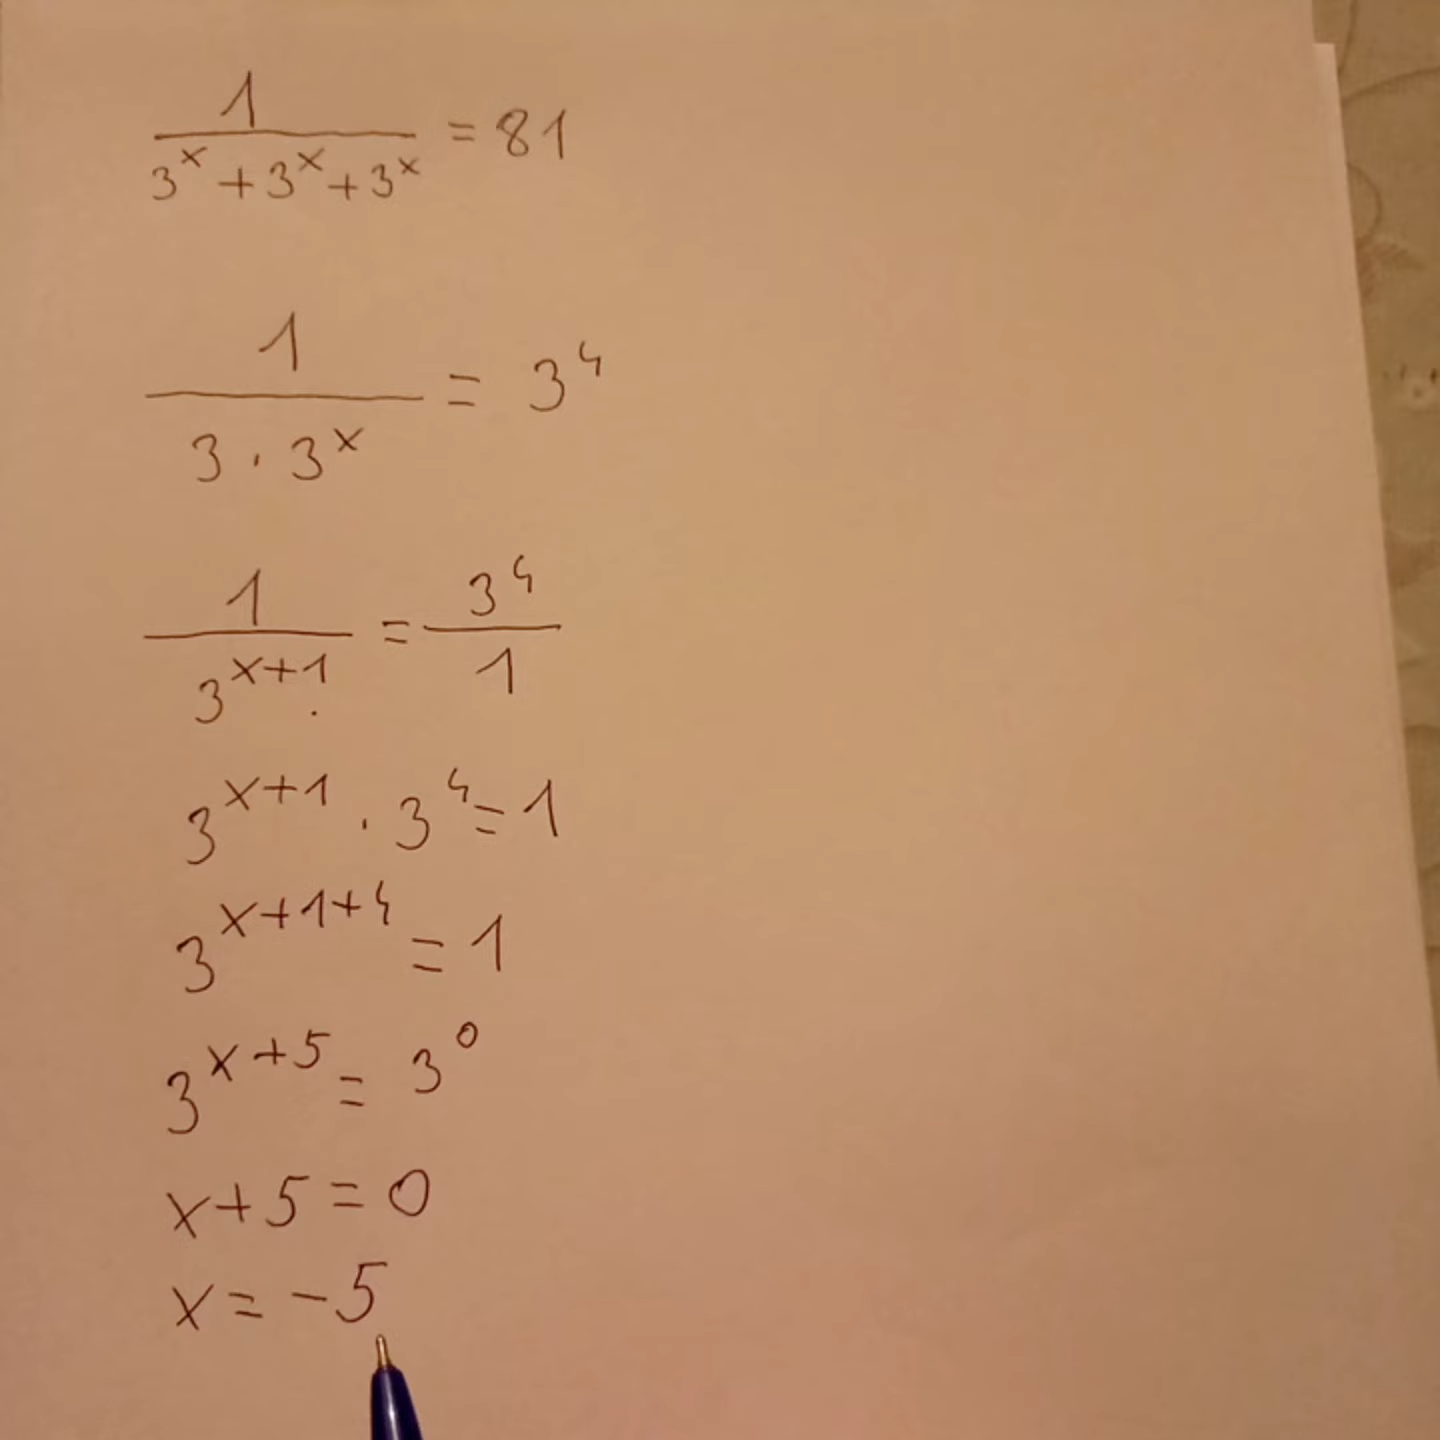 1/(3^x + 3^x + 3^x) = 81
1/(3 · 3^x) = 3^4
1/3^(x+1) = 3^4/1
3^(x+1) · 3^4 = 1
3^(x+1+4) = 1
3^(x+5) = 3^0
x+5=0
x=-5